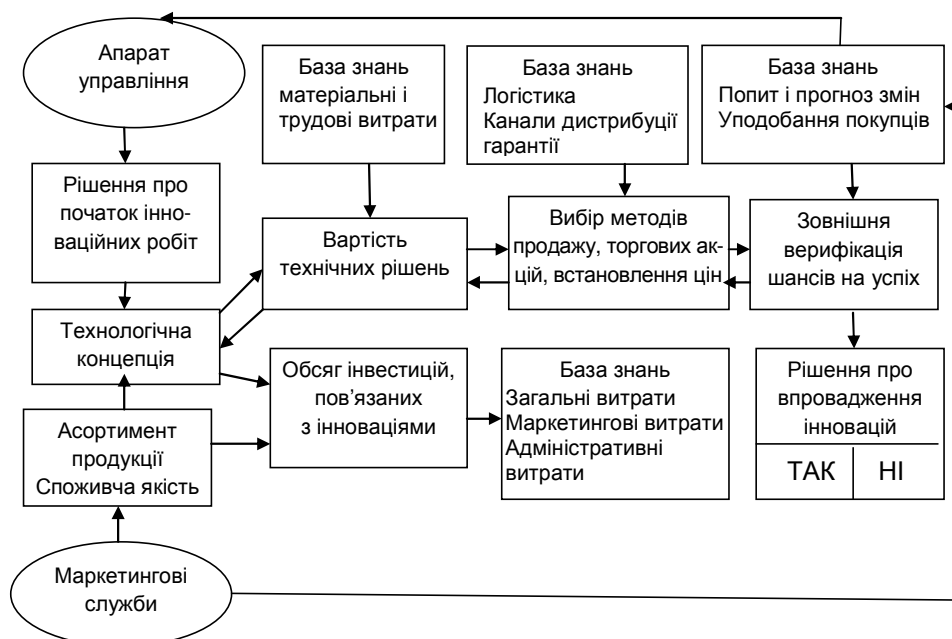 Апарат
управління
База знань
матеріальні і
трудові витрати
База знань
Логістика
Канали дистрибуції
гарантії
База знань
Попит і прогноз змін
Уподобання покупців
Рішення про
початок інно-
ваційних робіт
Вартість
технічних рішень
Вибір методів
продажу, торгових ак-
цій, встановлення цін
Зовнішня
верифікація
шансів на успіх
Технологічна
концепція
Обсяг інвестицій,
пов’язаних
з інноваціями
База знань
Загальні витрати
Маркетингові витрати
Адміністративні
витрати
Рішення про
впровадження
інновацій
ТАК
НІ
Асортимент
продукції
Споживча якість
Маркетингові
служби